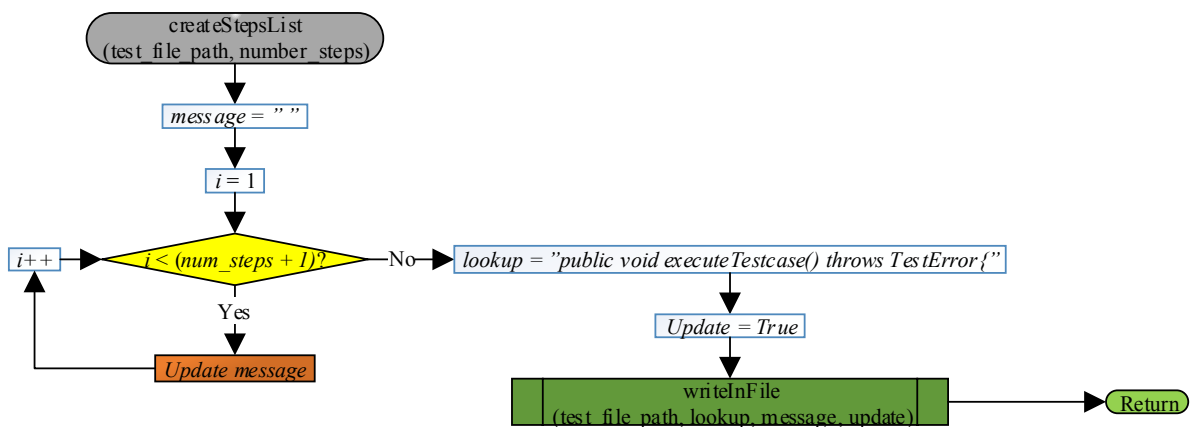 createStepsList
(test_file_path, number_steps)
message = ” ”
i = 1
i++
i < (num_steps + 1)?
No
lookup = ”public void executeTestcase() throws TestError{”
Yes
Update = True
Update message
writeInFile
(test_file_path, lookup, message, update)
Return